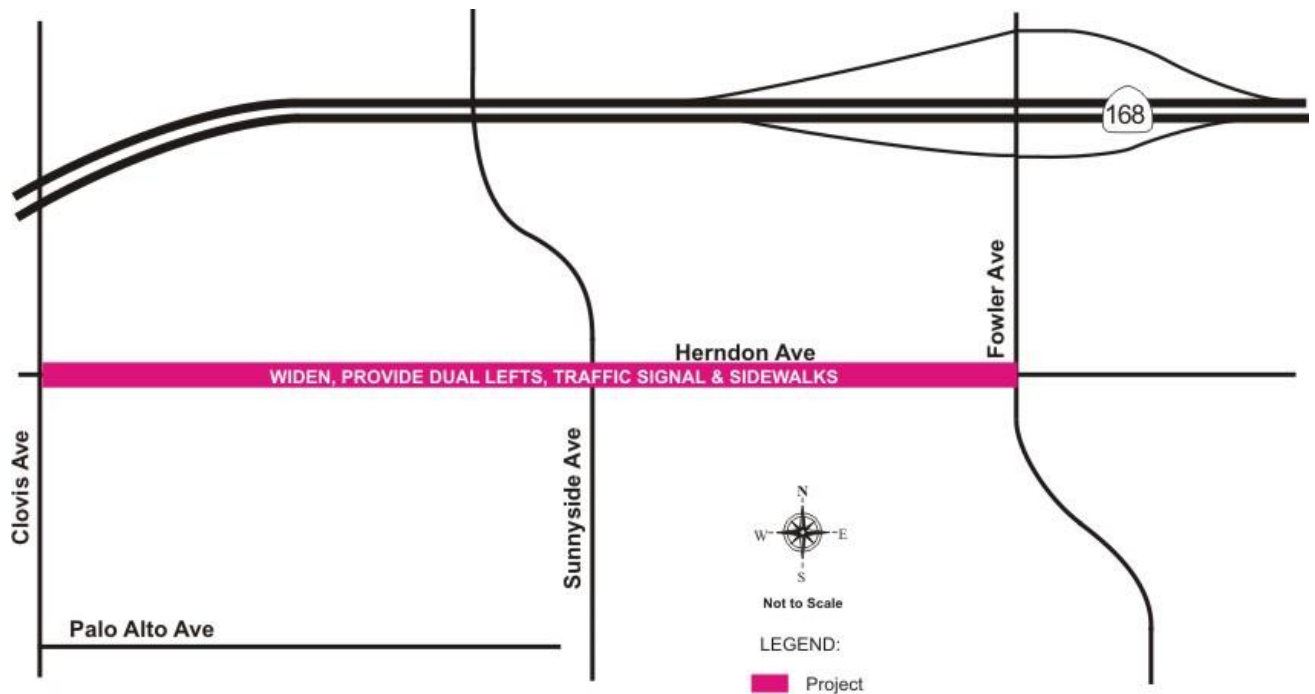 168
Fowler Ave
Herndon Ave
WIDEN, PROVIDE DUAL LEFTS, TRAFFIC SIGNAL & SIDEWALKS
Clovis Ave
Sunnyside Ave
N
W
E
S
Not to Scale
Palo Alto Ave
LEGEND:
Project